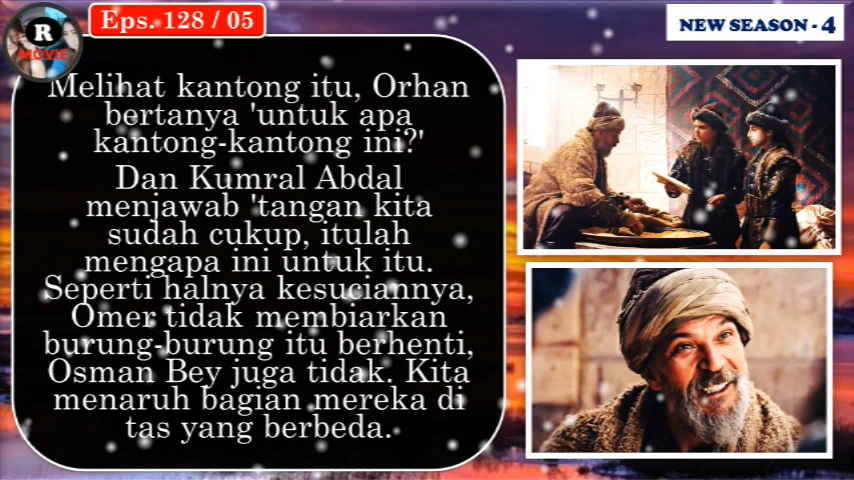 R
MOVIE
Eps. 128 / 05
NEW SEASON - 4
Melihat kantong itu, Orhan
bertanya 'untuk apa
kantong-kantong ini?'
Dan Kumral Abdal
menjawab 'tangan kita
sudah cukup, itulah
mengapa ini untuk itu.
Seperti halnya kesuciannya,
Omer tidak membiarkan
burung-burung itu berhenti,
Osman Bey juga tidak. Kita
menaruh bagian mereka di
tas yang berbeda.